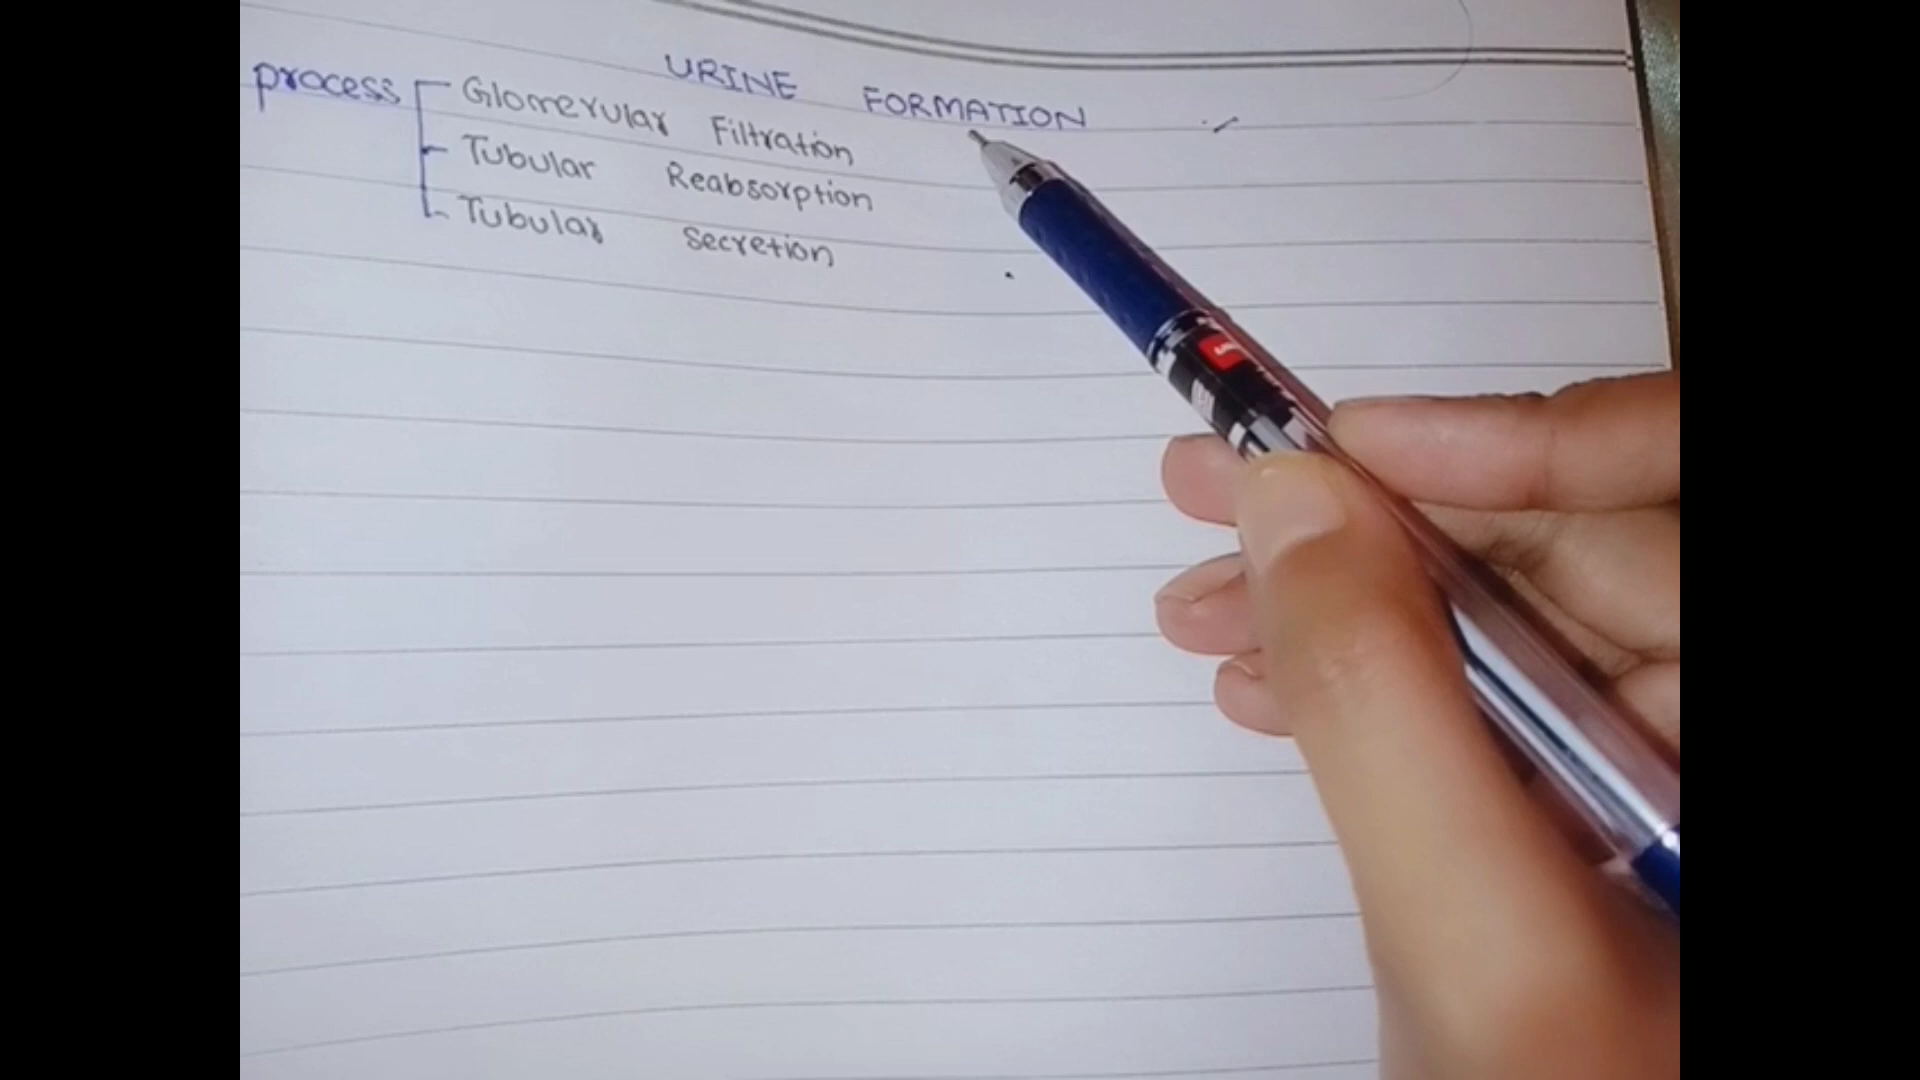 URINE FORMATION
process Glomerular Filtration
Tubular Reabsorption
Tubular Secretion